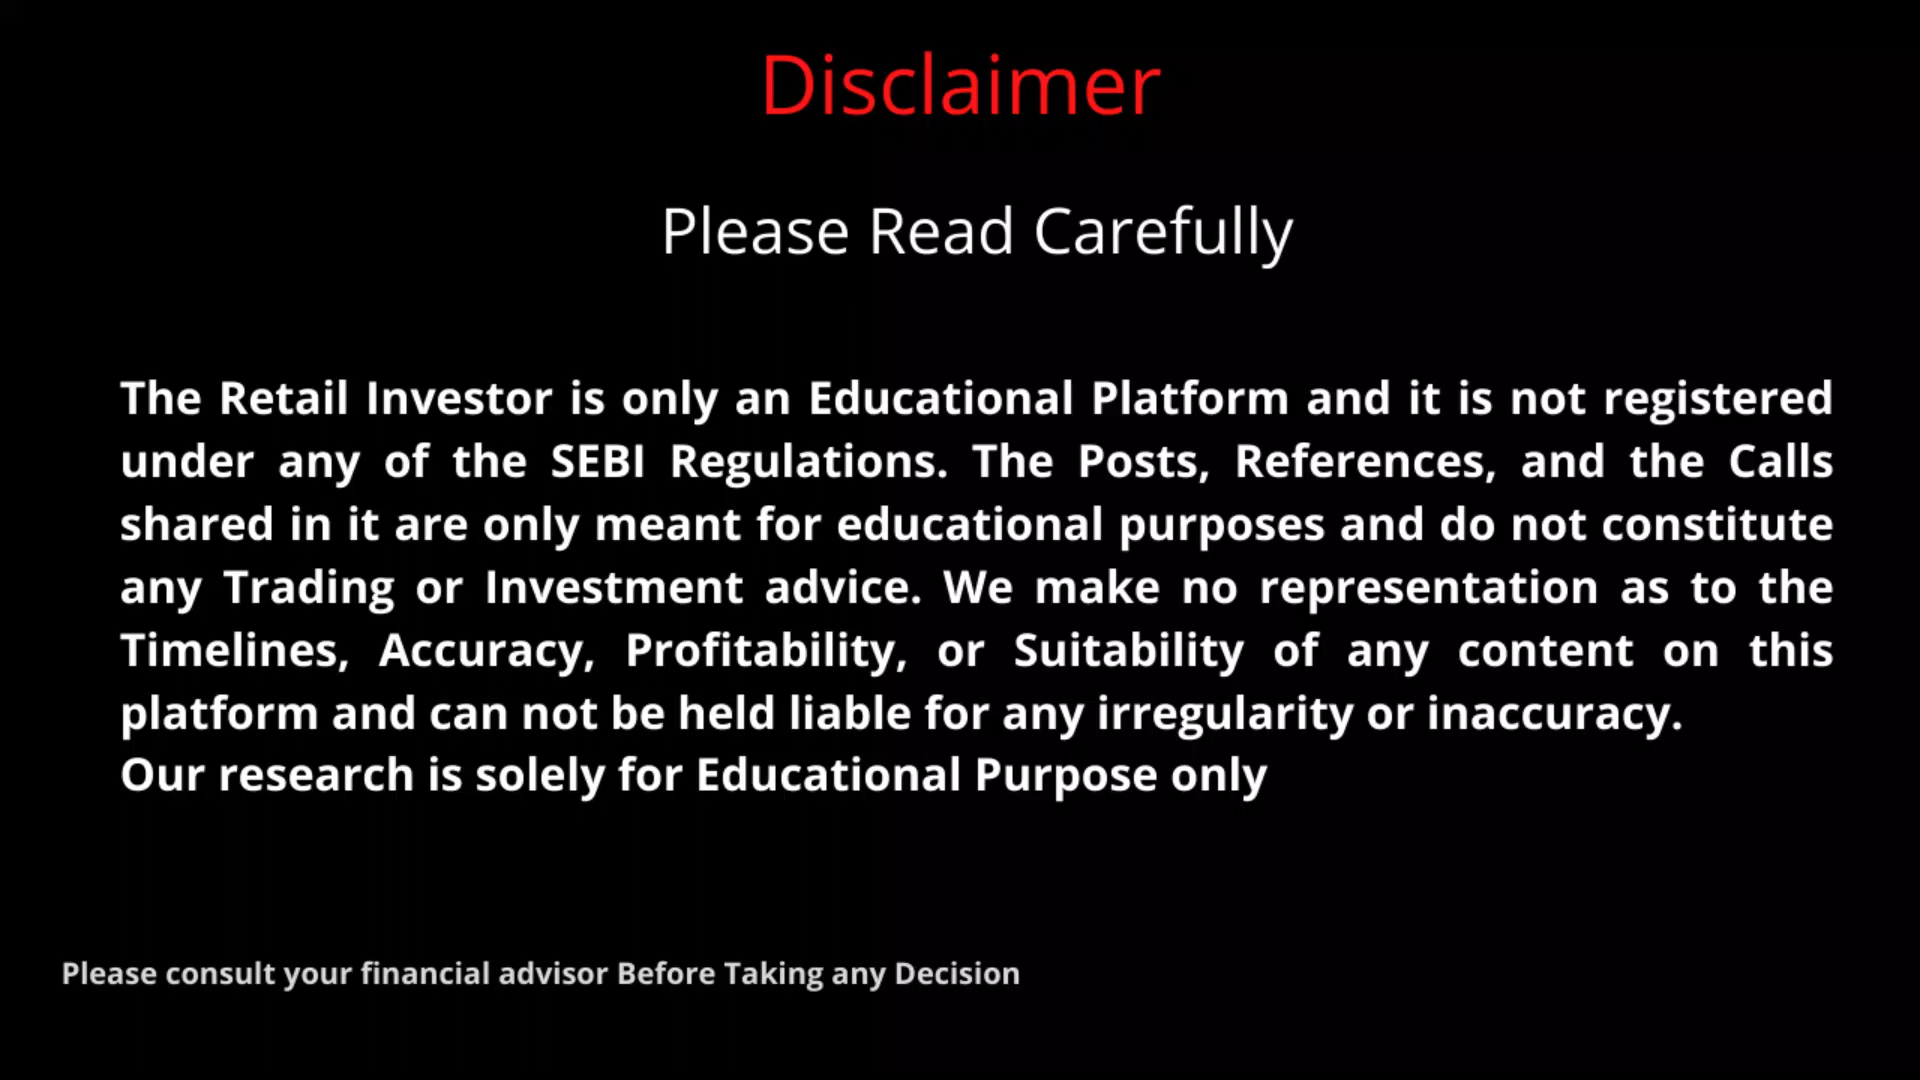 Disclaimer
Please Read Carefully
The Retail Investor is only an Educational Platform and it is not registered
under any of the SEBI Regulations. The Posts, References, and the Calls
shared in it are only meant for educational purposes and do not constitute
any Trading or Investment advice. We make no representation as to the
Timelines, Accuracy, Profitability, or Suitability of any content on this
platform and can not be held liable for any irregularity or inaccuracy.
Our research is solely for Educational Purpose only
Please consult your financial advisor Before Taking any Decision